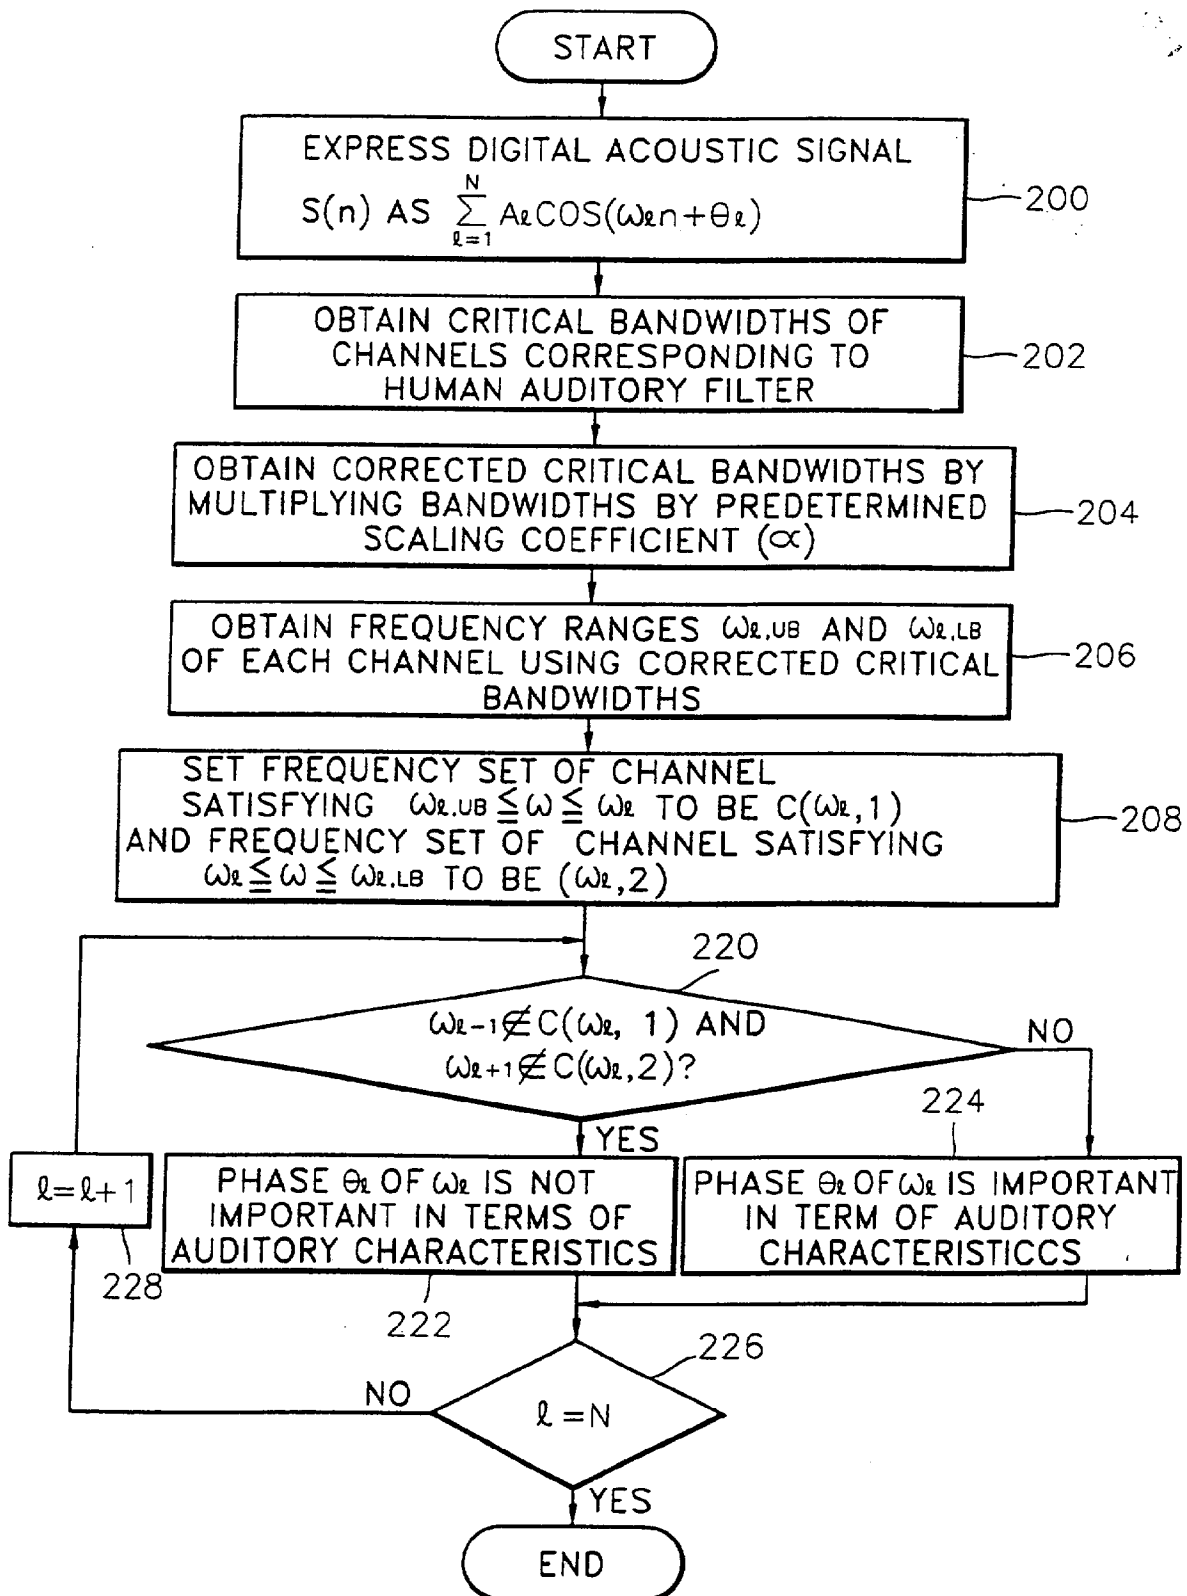 START
EXPRESS DIGITAL ACOUSTIC SIGNAL
S(n) AS \sum_{ℓ=1}^{N} AℓCOS(ωℓn+θℓ)
200
OBTAIN CRITICAL BANDWIDTHS OF
CHANNELS CORRESPONDING TO
HUMAN AUDITORY FILTER
202
OBTAIN CORRECTED CRITICAL BANDWIDTHS BY
MULTIPLYING BANDWIDTHS BY PREDETERMINED
SCALING COEFFICIENT (∝)
204
OBTAIN FREQUENCY RANGES ωℓ,UB AND ωℓ,LB
OF EACH CHANNEL USING CORRECTED CRITICAL
BANDWIDTHS
206
SET FREQUENCY SET OF CHANNEL
SATISFYING ωℓ,UB ≦ ω ≦ ωℓ TO BE C(ωℓ,1)
AND FREQUENCY SET OF CHANNEL SATISFYING
ωℓ ≦ ω ≦ ωℓ,LB TO BE (ωℓ,2)
208
220
ωℓ-1∉C(ωℓ, 1) AND
ωℓ+1∉C(ωℓ,2)?
NO
YES
224
ℓ=ℓ+1
228
PHASE θℓ OF ωℓ IS NOT
IMPORTANT IN TERMS OF
AUDITORY CHARACTERISTICS
222
PHASE θℓ OF ωℓ IS IMPORTANT
IN TERM OF AUDITORY
CHARACTERISTICCS
226
NO
ℓ=N
YES
END